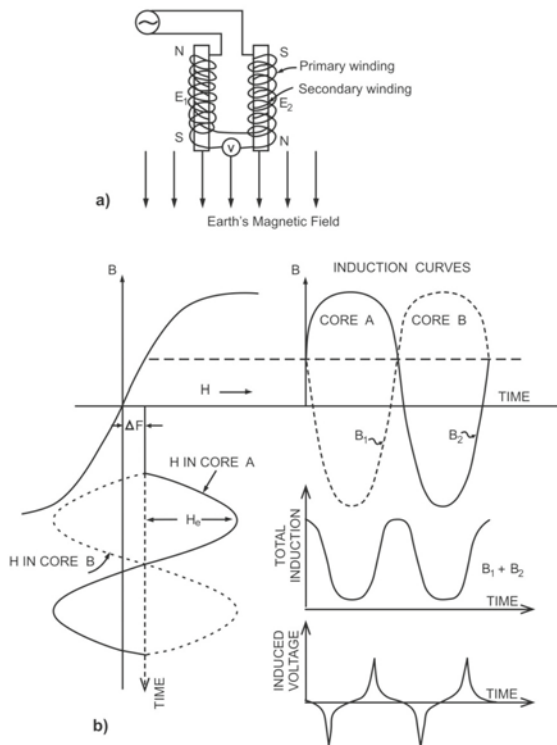 N
S
Primary winding
Secondary winding
E1
E2
S
N
V
a)
Earth's Magnetic Field
B
B
INDUCTION CURVES
CORE A
CORE B
H
TIME
ΔF
B1
B2
H IN CORE A
He
H IN CORE B
TOTAL
INDUCTION
B1 + B2
TIME
INDUCED
VOLTAGE
TIME
TIME
b)